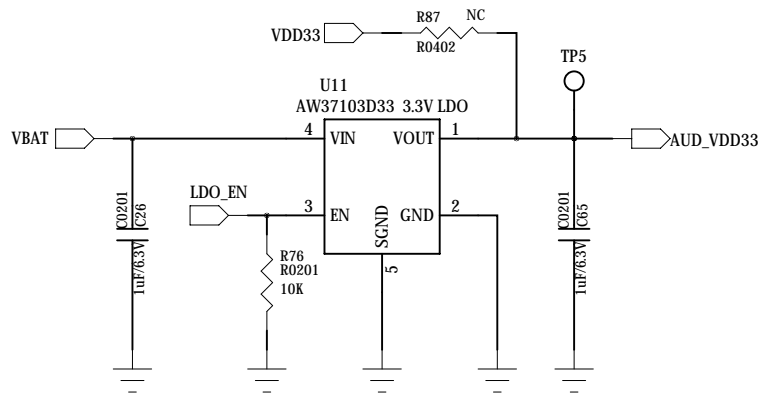 R87 NC
VDD33
R0402
TP5
U11
AW37103D33 3.3V LDO
VBAT
4 VIN VOUT 1
AUD_VDD33
LDO_EN
3 EN GND 2
SGND
5
C0201
C26
1uF/6.3V
R76
R0201
10K
C0201
C65
1uF/6.3V